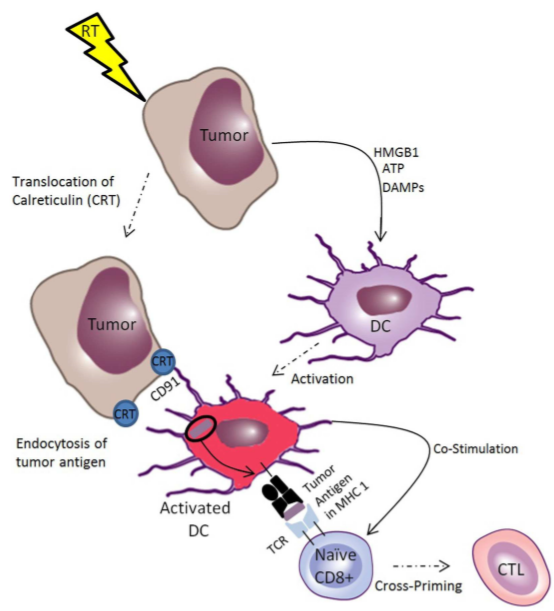 RT
Tumor
HMGB1
ATP
DAMPs
Translocation of
Calreticulin (CRT)
DC
Tumor
CRT
CD91
CRT
Activation
Endocytosis of
tumor antigen
Activated
DC
Co-Stimulation
Tumor
Antigen
in MHC 1
TCR
Naïve
CD8+
Cross-Priming
CTL